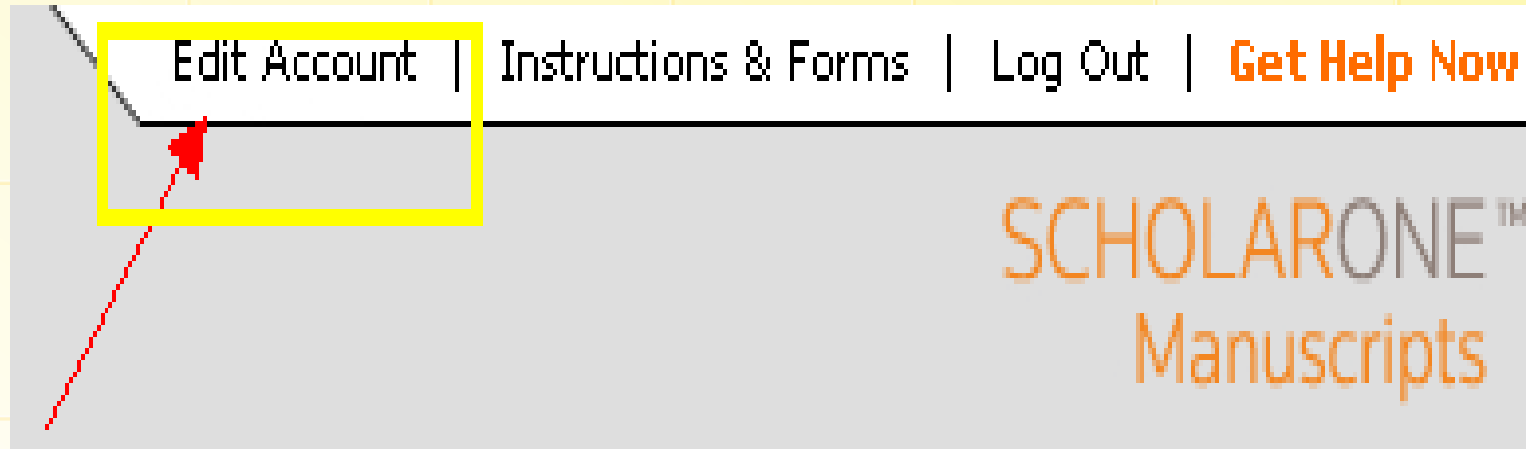 Edit Account | Instructions & Forms | Log Out | Get Help Now
SCHOLARONE™
Manuscripts